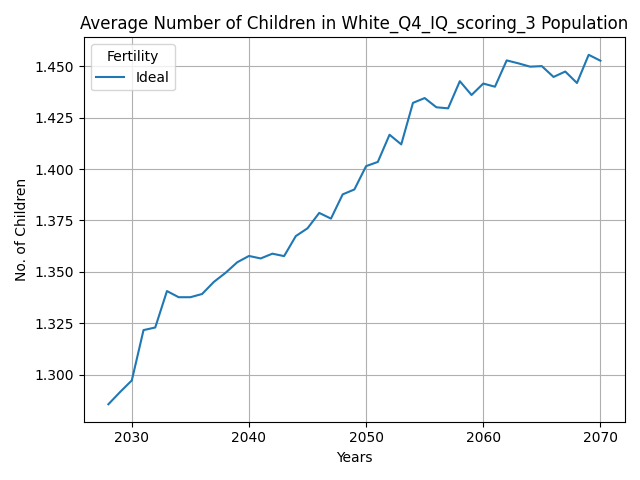 Average Number of Children in White_Q4_IQ_scoring_3 Population
Fertility
Ideal
1.450
1.425
1.400
1.375
1.350
1.325
1.300
No. of Children
2030
2040
2050
2060
2070
Years